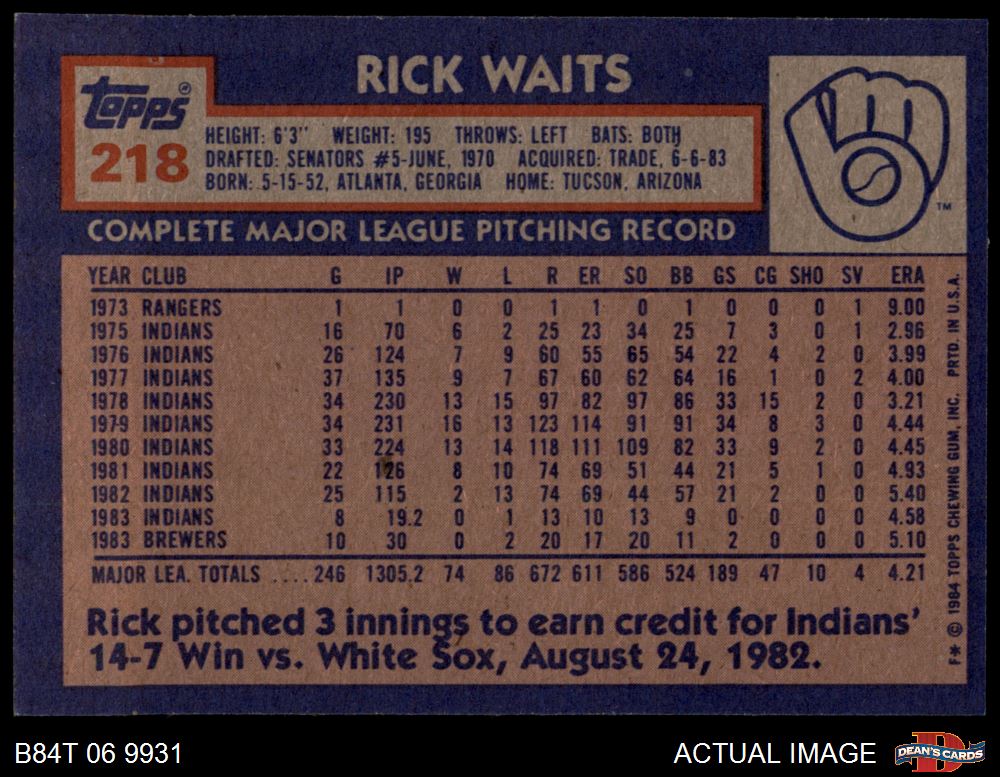 RICK WAITS
topps®
218
HEIGHT: 6'3" WEIGHT: 195 THROWS: LEFT BATS: BOTH
DRAFTED: SENATORS #5-JUNE, 1970 ACQUIRED: TRADE, 6-6-83
BORN: 5-15-52, ATLANTA, GEORGIA HOME: TUCSON, ARIZONA
TM
COMPLETE MAJOR LEAGUE PITCHING RECORD
YEAR CLUB G IP W L R ER SO BB GS CG SHO SV ERA
1973 RANGERS 1 1 0 0 1 1 0 1 0 0 0 1 9.00
1975 INDIANS 16 70 6 2 25 23 34 25 7 3 0 1 2.96
1976 INDIANS 26 124 7 9 60 55 65 54 22 4 2 0 3.99
1977 INDIANS 37 135 9 7 67 60 62 64 16 1 0 2 4.00
1978 INDIANS 34 230 13 15 97 82 97 86 33 15 2 0 3.21
1979 INDIANS 34 231 16 13 123 114 91 91 34 8 3 0 4.44
1980 INDIANS 33 224 13 14 118 111 109 82 33 9 2 0 4.45
1981 INDIANS 22 126 8 10 74 69 51 44 21 5 1 0 4.93
1982 INDIANS 25 115 2 13 74 69 44 57 21 2 0 0 5.40
1983 INDIANS 8 19.2 0 1 13 10 13 9 0 0 0 0 4.58
1983 BREWERS 10 30 0 2 20 17 20 11 2 0 0 0 5.10
MAJOR LEA. TOTALS ....246 1305.2 74 86 672 611 586 524 189 47 10 4 4.21
Rick pitched 3 innings to earn credit for Indians'
14-7 Win vs. White Sox, August 24, 1982.
F* © 1984 TOPPS CHEWING GUM, INC. PRTD. IN U.S.A.
B84T 06 9931
ACTUAL IMAGE
DEAN'S CARDS